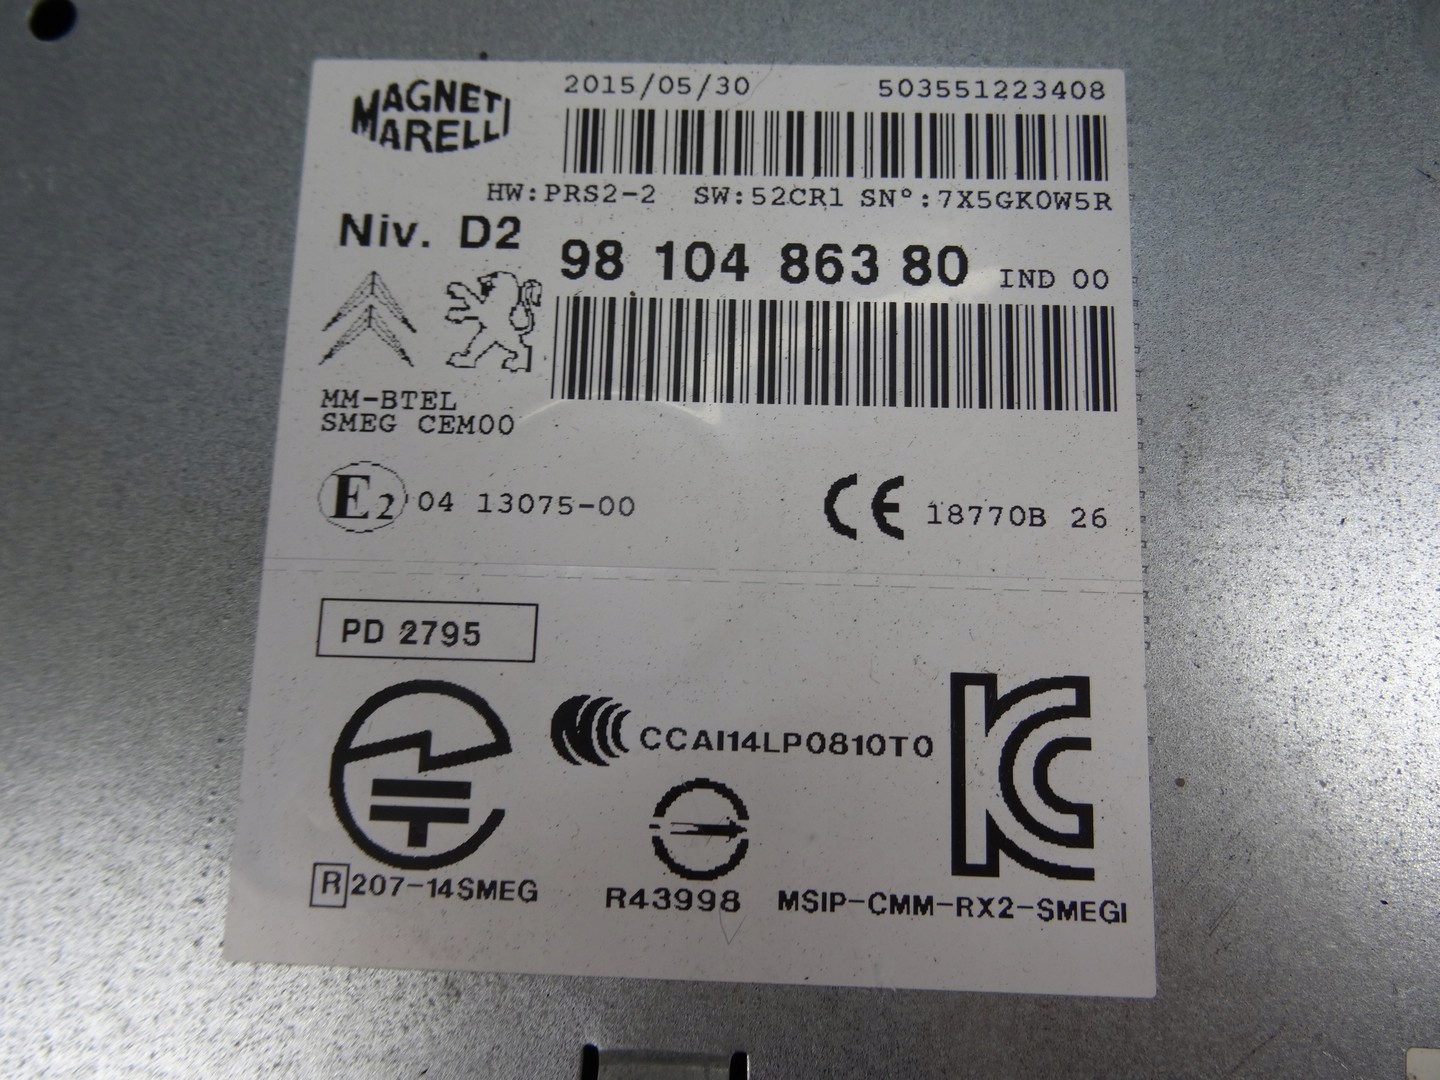 MAGNETI
MARELLI
2015/05/30 503551223408
HW:PRS2-2 SW:52CR1 SN°:7X5GK0W5R
Niv. D2
98 104 863 80 IND 00
MM-BTEL
SMEG CEM00
E2 04 13075-00
CE 18770B 26
PD 2795
CCAI14LP0810T0
R 207-14SMEG
R43998
MSIP-CMM-RX2-SMEGI